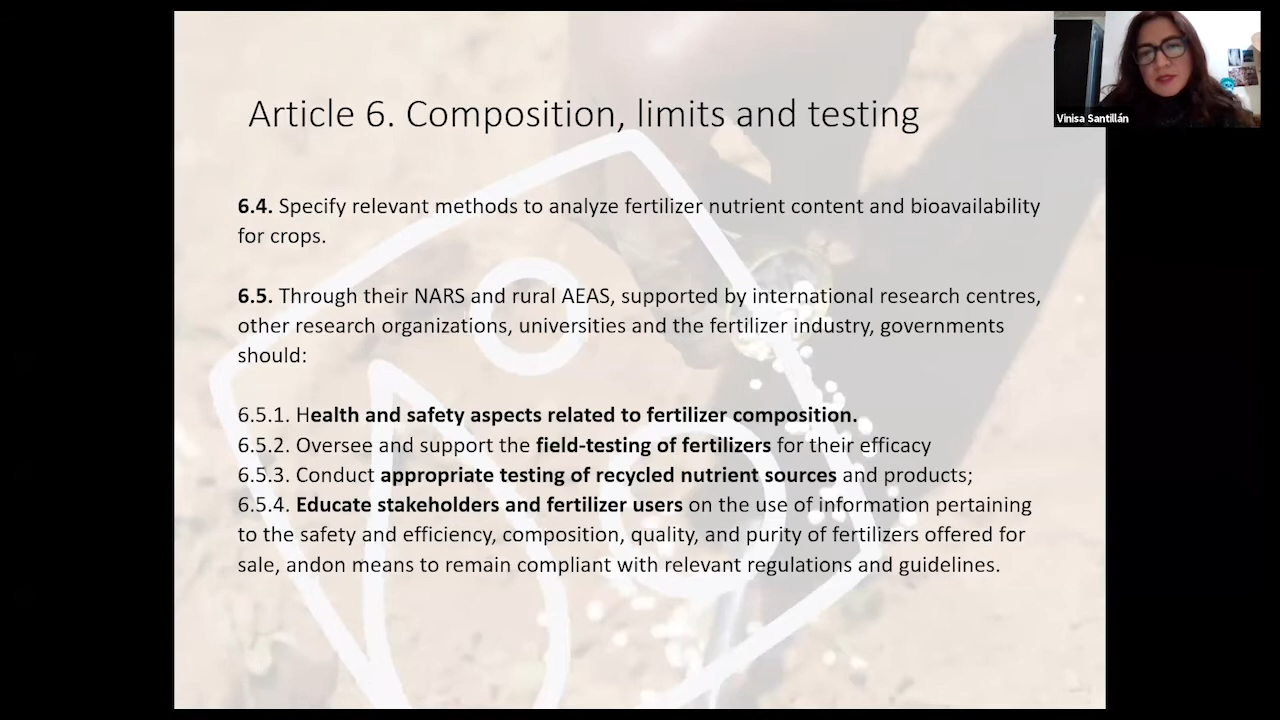 Article 6. Composition, limits and testing
Vinisa Santillán
6.4. Specify relevant methods to analyze fertilizer nutrient content and bioavailability
for crops.
6.5. Through their NARS and rural AEAS, supported by international research centres,
other research organizations, universities and the fertilizer industry, governments
should:
6.5.1. Health and safety aspects related to fertilizer composition.
6.5.2. Oversee and support the field-testing of fertilizers for their efficacy
6.5.3. Conduct appropriate testing of recycled nutrient sources and products;
6.5.4. Educate stakeholders and fertilizer users on the use of information pertaining
to the safety and efficiency, composition, quality, and purity of fertilizers offered for
sale, andon means to remain compliant with relevant regulations and guidelines.